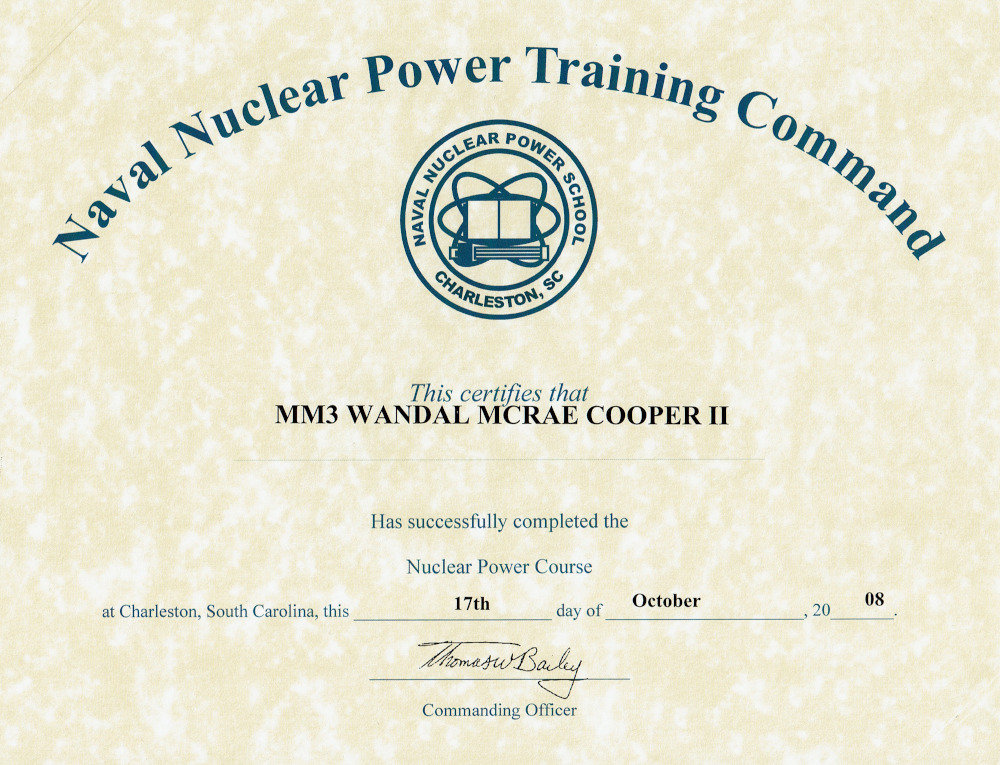 Naval Nuclear Power Training Command
NAVAL NUCLEAR POWER SCHOOL
CHARLESTON, SC
This certifies that
MM3 WANDAL MCRAE COOPER II
Has successfully completed the
Nuclear Power Course
at Charleston, South Carolina, this 17th day of October, 20 08.
Thomas W Bailey
Commanding Officer